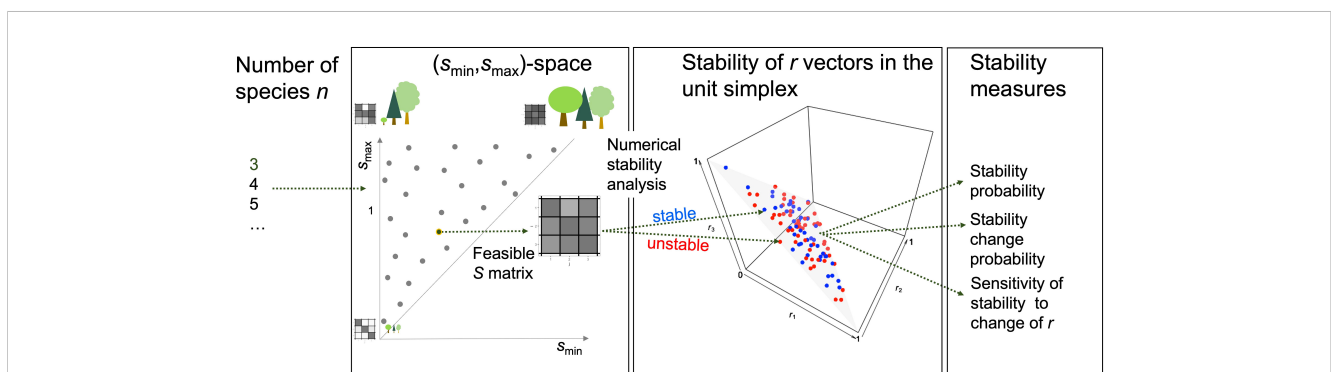 Number of
species n
3
4
5
...
(smin,smax)-space
smax
1
smin
Feasible
S matrix
Numerical
stability
analysis
stable
unstable
Stability of r vectors in the
unit simplex
1
r3
0
r1
1
r2
1
Stability
measures
Stability
probability
Stability
change
probability
Sensitivity of
stability to
change of r